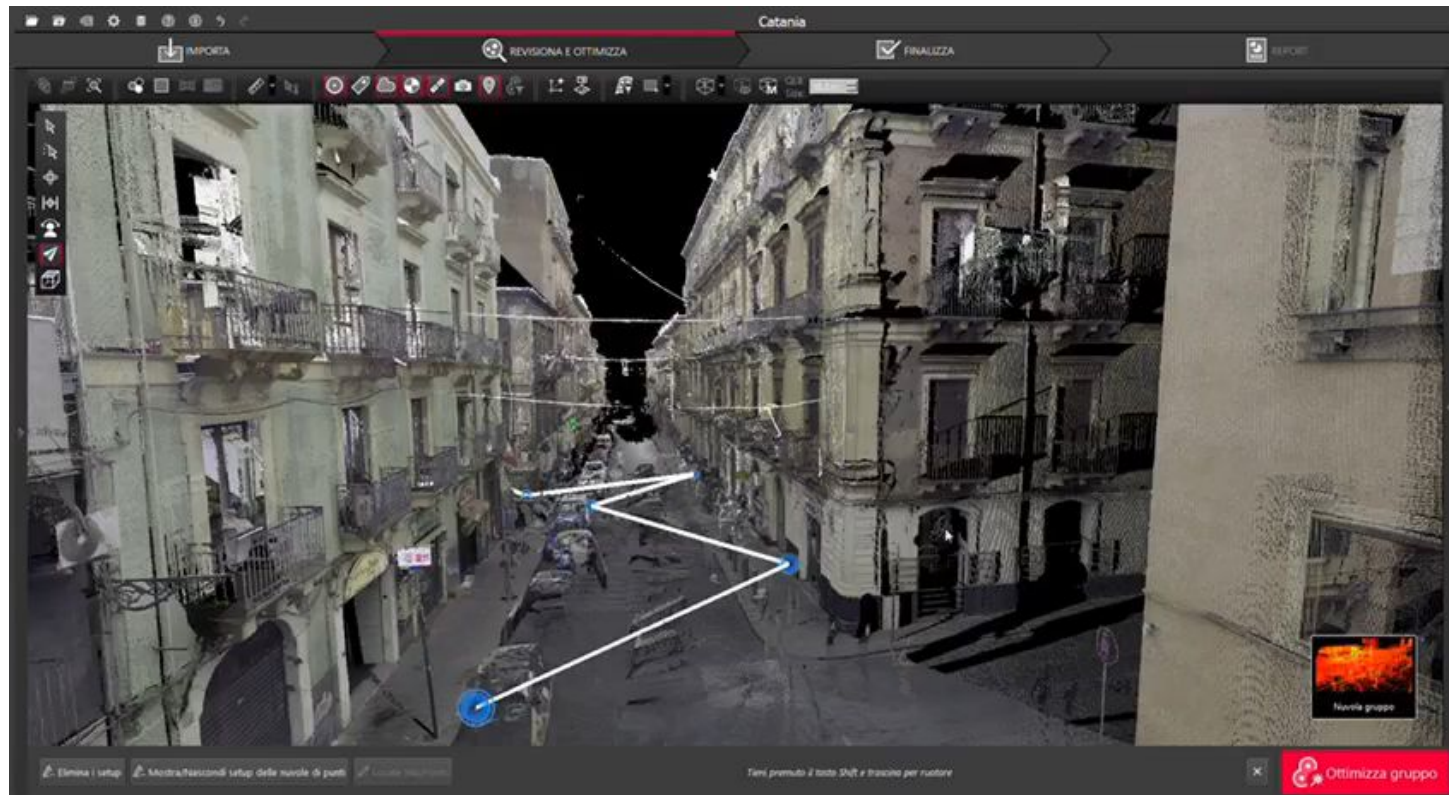 Catania
IMPORTA
REVISIONA E OTTIMIZZA
FINALIZZA
REPORT
Nuvola gruppo
Elimina i setup
Mostra/Nascondi setup delle nuvole di punti
Tieni premuto il tasto Shift e trascina per ruotare
Ottimizza gruppo